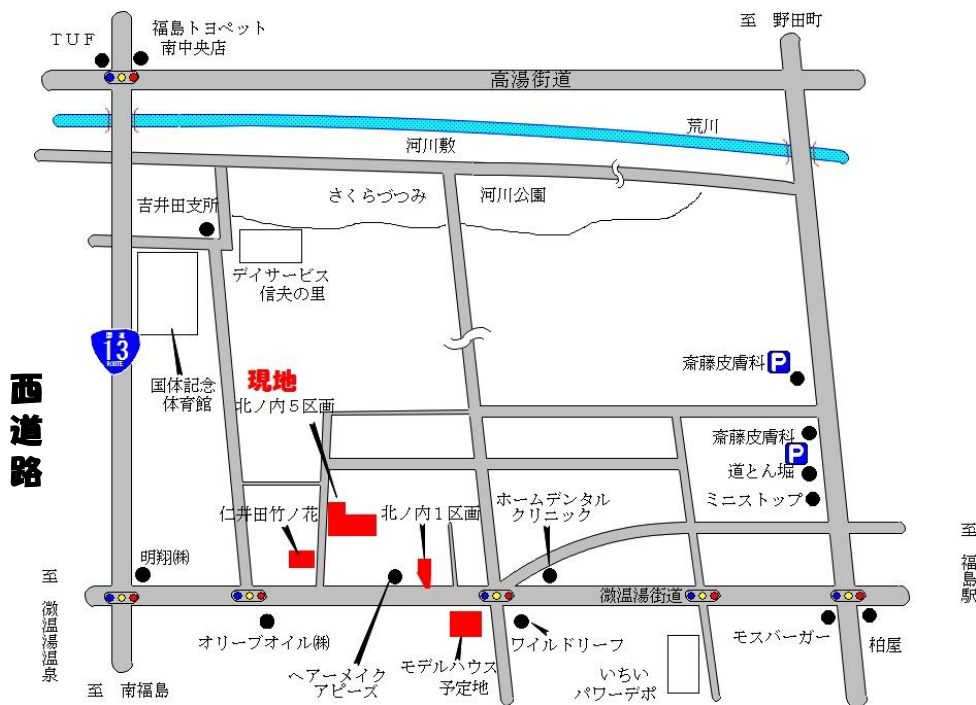 至 野田町
福島トヨペット
南中央店
TUF
高湯街道
荒川
河川敷
さくらづつみ
河川公園
吉井田支所
デイサービス
信夫の里
国道
13
ROUTE
西道路
国体記念
体育館
現地
北ノ内5区画
斎藤皮膚科 P
斎藤皮膚科
P
道とん堀
ミニストップ
ホームデンタル
クリニック
仁井田竹ノ花
北ノ内1区画
明翔㈱
至 微温湯温泉
微温湯街道
至 福島駅
オリーブオイル㈱
ヘアーメイク
アピーズ
モデルハウス
予定地
ワイルドリーフ
いちい
パワーデポ
モスバーガー
柏屋
至 南福島